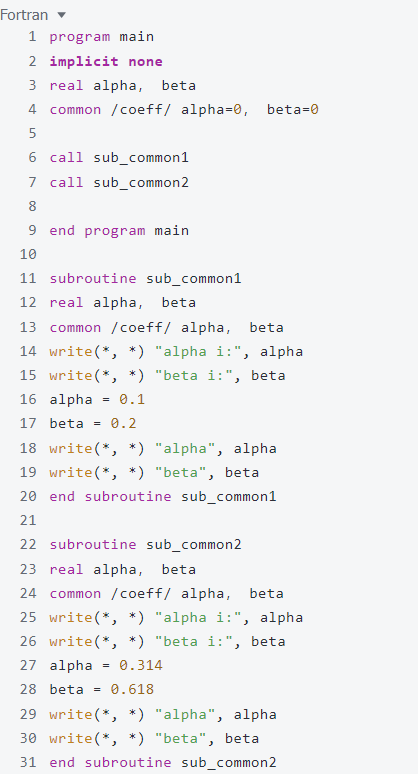 Fortran ▼
1 program main
2 implicit none
3 real alpha,  beta
4 common /coeff/ alpha=0,  beta=0
5
6 call sub_common1
7 call sub_common2
8
9 end program main
10
11 subroutine sub_common1
12 real alpha,  beta
13 common /coeff/ alpha,  beta
14 write(*, *) "alpha i:", alpha
15 write(*, *) "beta i:", beta
16 alpha = 0.1
17 beta = 0.2
18 write(*, *) "alpha", alpha
19 write(*, *) "beta", beta
20 end subroutine sub_common1
21
22 subroutine sub_common2
23 real alpha,  beta
24 common /coeff/ alpha,  beta
25 write(*, *) "alpha i:", alpha
26 write(*, *) "beta i:", beta
27 alpha = 0.314
28 beta = 0.618
29 write(*, *) "alpha", alpha
30 write(*, *) "beta", beta
31 end subroutine sub_common2